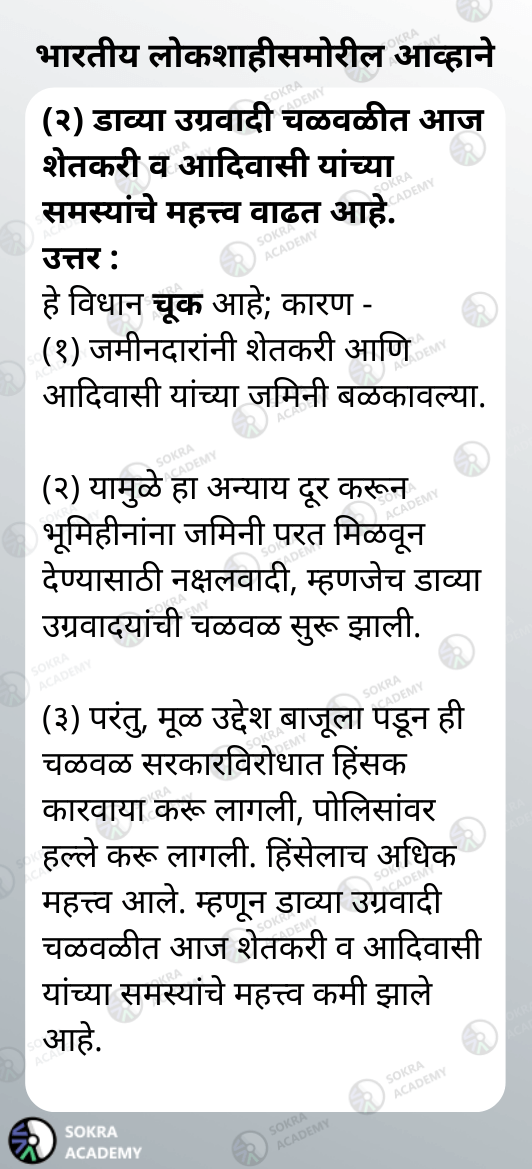 भारतीय लोकशाहीसमोरील आव्हाने
(२) डाव्या उग्रवादी चळवळीत आज
शेतकरी व आदिवासी यांच्या
समस्यांचे महत्त्व वाढत आहे.
उत्तर :
हे विधान चूक आहे; कारण -
(१) जमीनदारांनी शेतकरी आणि
आदिवासी यांच्या जमिनी बळकावल्या.
(२) यामुळे हा अन्याय दूर करून
भूमिहीनांना जमिनी परत मिळवून
देण्यासाठी नक्षलवादी, म्हणजेच डाव्या
उग्रवादयांची चळवळ सुरू झाली.
(३) परंतु, मूळ उद्देश बाजूला पडून ही
चळवळ सरकारविरोधात हिंसक
कारवाया करू लागली, पोलिसांवर
हल्ले करू लागली. हिंसेलाच अधिक
महत्त्व आले. म्हणून डाव्या उग्रवादी
चळवळीत आज शेतकरी व आदिवासी
यांच्या समस्यांचे महत्त्व कमी झाले
आहे.
SOKRA
ACADEMY